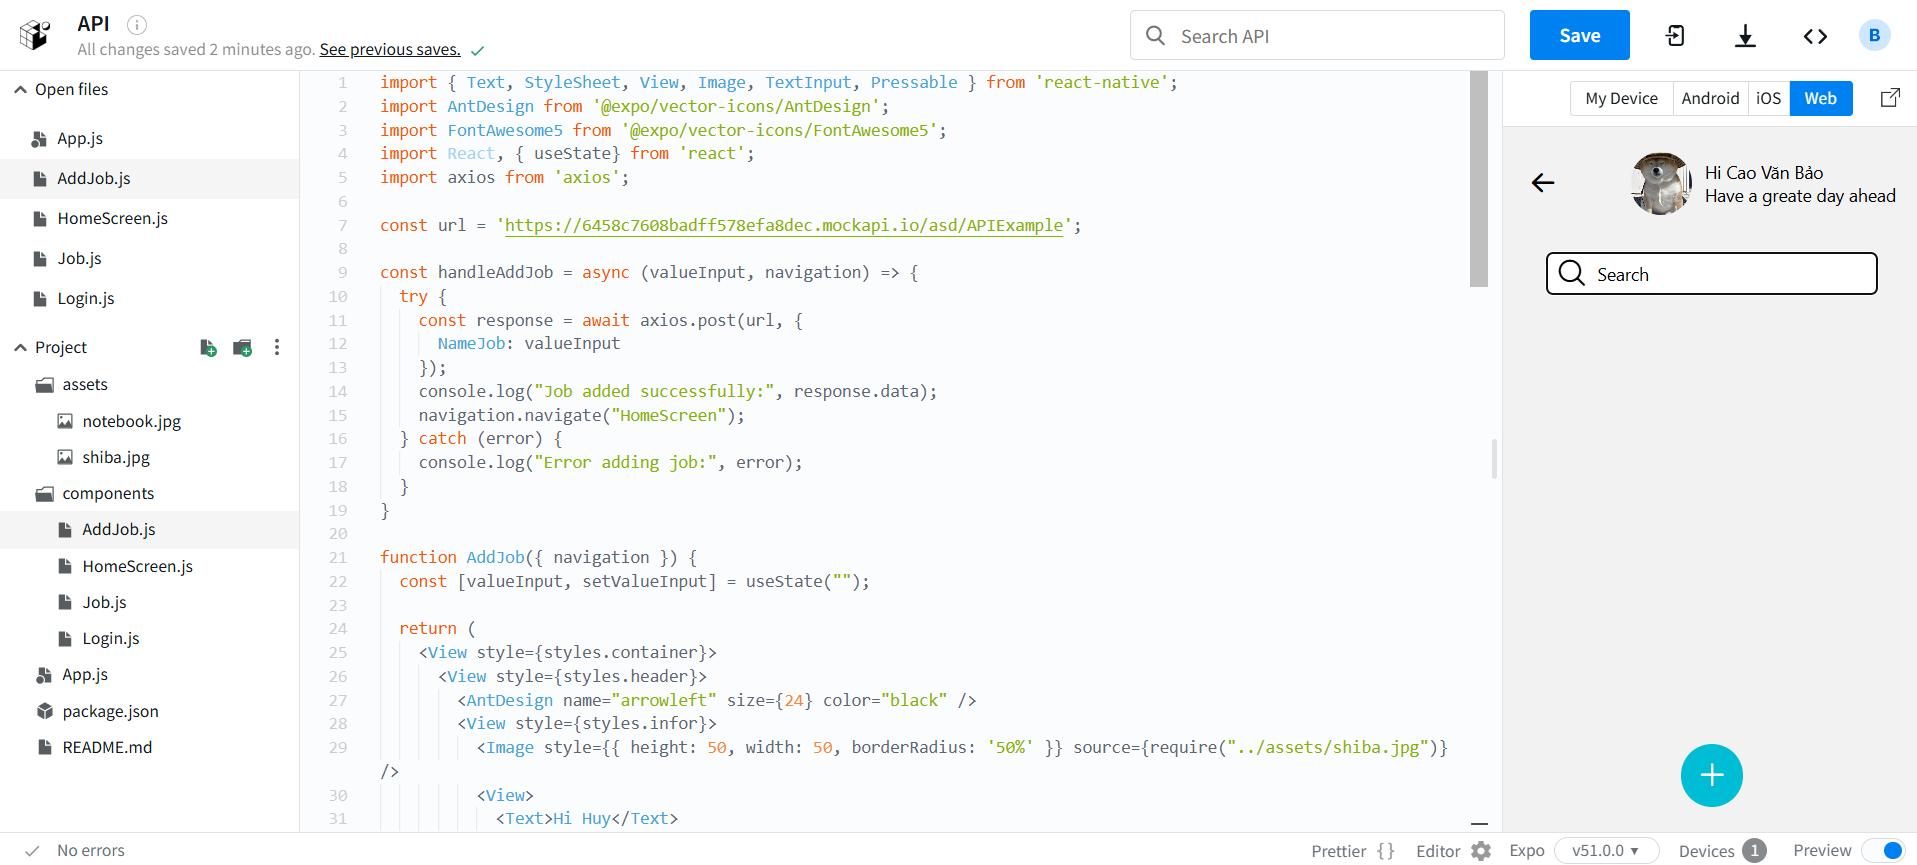 API
All changes saved 2 minutes ago. See previous saves.
Search API
Save
B
Open files
App.js
AddJob.js
HomeScreen.js
Job.js
Login.js
Project
assets
notebook.jpg
shiba.jpg
components
AddJob.js
HomeScreen.js
Job.js
Login.js
App.js
package.json
README.md
1 import { Text, StyleSheet, View, Image, TextInput, Pressable } from 'react-native';
2 import AntDesign from '@expo/vector-icons/AntDesign';
3 import FontAwesome5 from '@expo/vector-icons/FontAwesome5';
4 import React, { useState} from 'react';
5 import axios from 'axios';
6
7 const url = 'https://6458c7608badff578efa8dec.mockapi.io/asd/APIExample';
8
9 const handleAddJob = async (valueInput, navigation) => {
10 try {
11 const response = await axios.post(url, {
12 NameJob: valueInput
13 });
14 console.log("Job added successfully:", response.data);
15 navigation.navigate("HomeScreen");
16 } catch (error) {
17 console.log("Error adding job:", error);
18 }
19 }
20
21 function AddJob({ navigation }) {
22 const [valueInput, setValueInput] = useState("");
23
24 return (
25 <View style={styles.container}>
26 <View style={styles.header}>
27 <AntDesign name="arrowleft" size={24} color="black" />
28 <View style={styles.infor}>
29 <Image style={{ height: 50, width: 50, borderRadius: '50%' }} source={require("../assets/shiba.jpg")}
/>
30 <View>
31 <Text>Hi Huy</Text>
My Device Android iOS Web
Hi Cao Văn Bảo
Have a greate day ahead
Search
No errors
Prettier {} Editor Expo v51.0.0 Devices 1 Preview